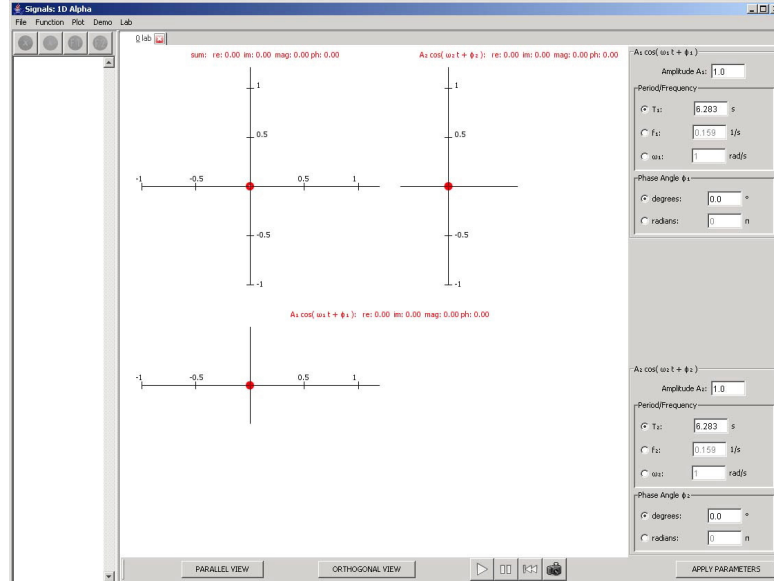 Signals: 1D Alpha
File Function Plot Demo Lab
0 lab
sum: re: 0.00 im: 0.00 mag: 0.00 ph: 0.00
A₂ cos( ω₂ t + ϕ₂ ): re: 0.00 im: 0.00 mag: 0.00 ph: 0.00
1
0.5
-1 -0.5 0.5 1
-0.5
-1
1
0.5
-0.5
-1
A₁ cos( ω₁ t + ϕ₁ ): re: 0.00 im: 0.00 mag: 0.00 ph: 0.00
-1 -0.5 0.5 1
A₁ cos( ω₁ t + ϕ₁ )
Amplitude A₁: 1.0
Period/Frequency
T₁: 6.283 s
f₁: 0.159 1/s
ω₁: 1 rad/s
Phase Angle ϕ₁
degrees: 0.0 °
radians: 0 π
A₂ cos( ω₂ t + ϕ₂ )
Amplitude A₂: 1.0
Period/Frequency
T₂: 6.283 s
f₂: 0.159 1/s
ω₂: 1 rad/s
Phase Angle ϕ₂
degrees: 0.0 °
radians: 0 π
PARALLEL VIEW ORTHOGONAL VIEW APPLY PARAMETERS